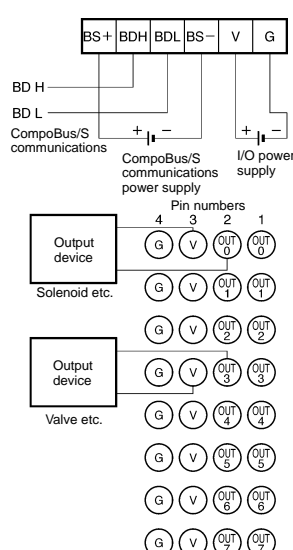 BS+ BDH BDL BS− V G
BD H
BD L
CompoBus/S
communications
+ −
CompoBus/S
communications
power supply
+ −
I/O power
supply
Pin numbers
4 3 2 1
Output
device
G V OUT 0 OUT 0
Solenoid etc.
G V OUT 1 OUT 1
G V OUT 2 OUT 2
Output
device
G V OUT 3 OUT 3
Valve etc.
G V OUT 4 OUT 4
G V OUT 5 OUT 5
G V OUT 6 OUT 6
G V OUT 7 OUT 7